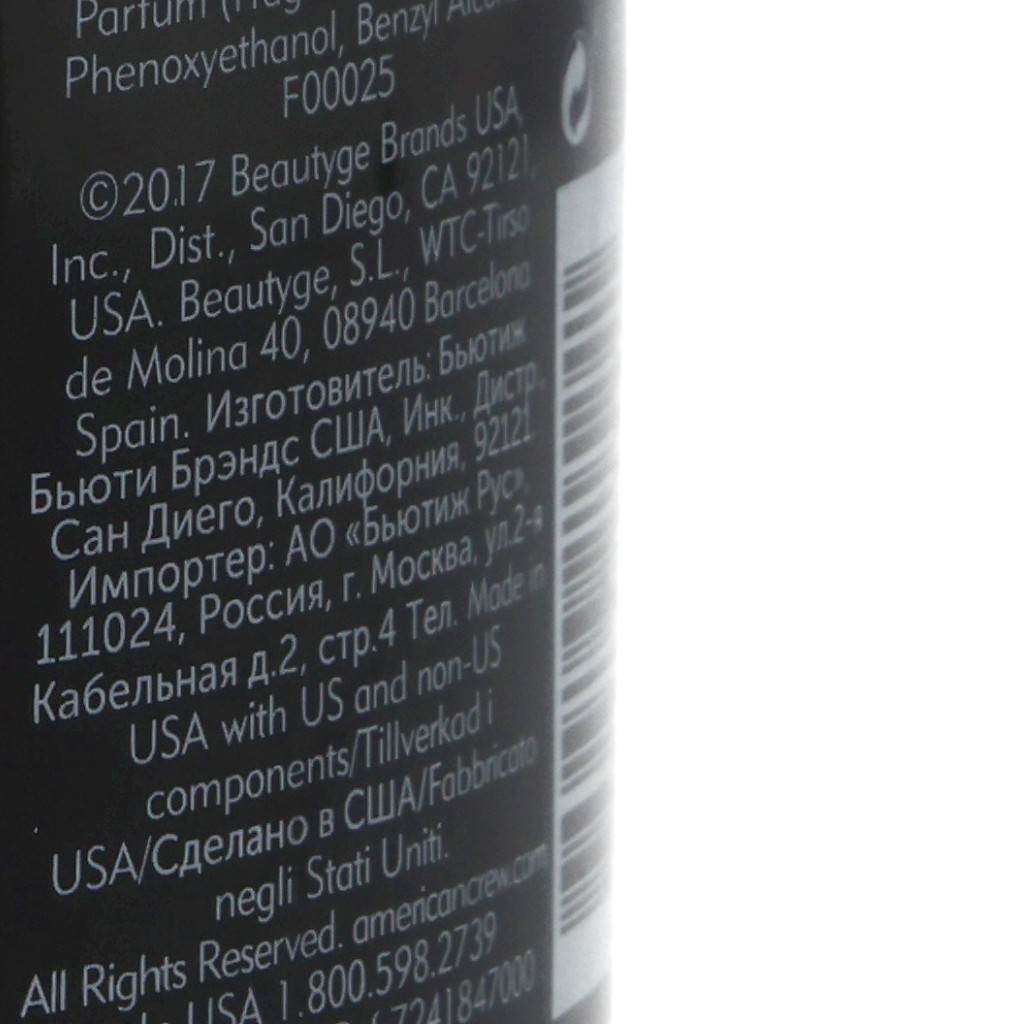 Parfum
Phenoxyethanol, Benzyl
F00025
©2017 Beautyge Brands USA,
Inc., Dist., San Diego, CA 92121,
USA. Beautyge, S.L., WTC-Tirso
de Molina 40, 08940 Barcelona
Spain. Изготовитель: Бьютиж
Бьюти Брэндс США, Инк., Дистр.,
Сан Диего, Калифорния, 92121.
Импортер: АО «Бьютиж Рус»,
111024, Россия, г. Москва, ул.2-я
Кабельная д.2, стр.4 Тел. Made in
USA with US and non-US
components/Tillverkad i
USA/Сделано в США/Fabbricato
negli Stati Uniti.
All Rights Reserved. americancrew.com
USA 1.800.598.2739
7241847000